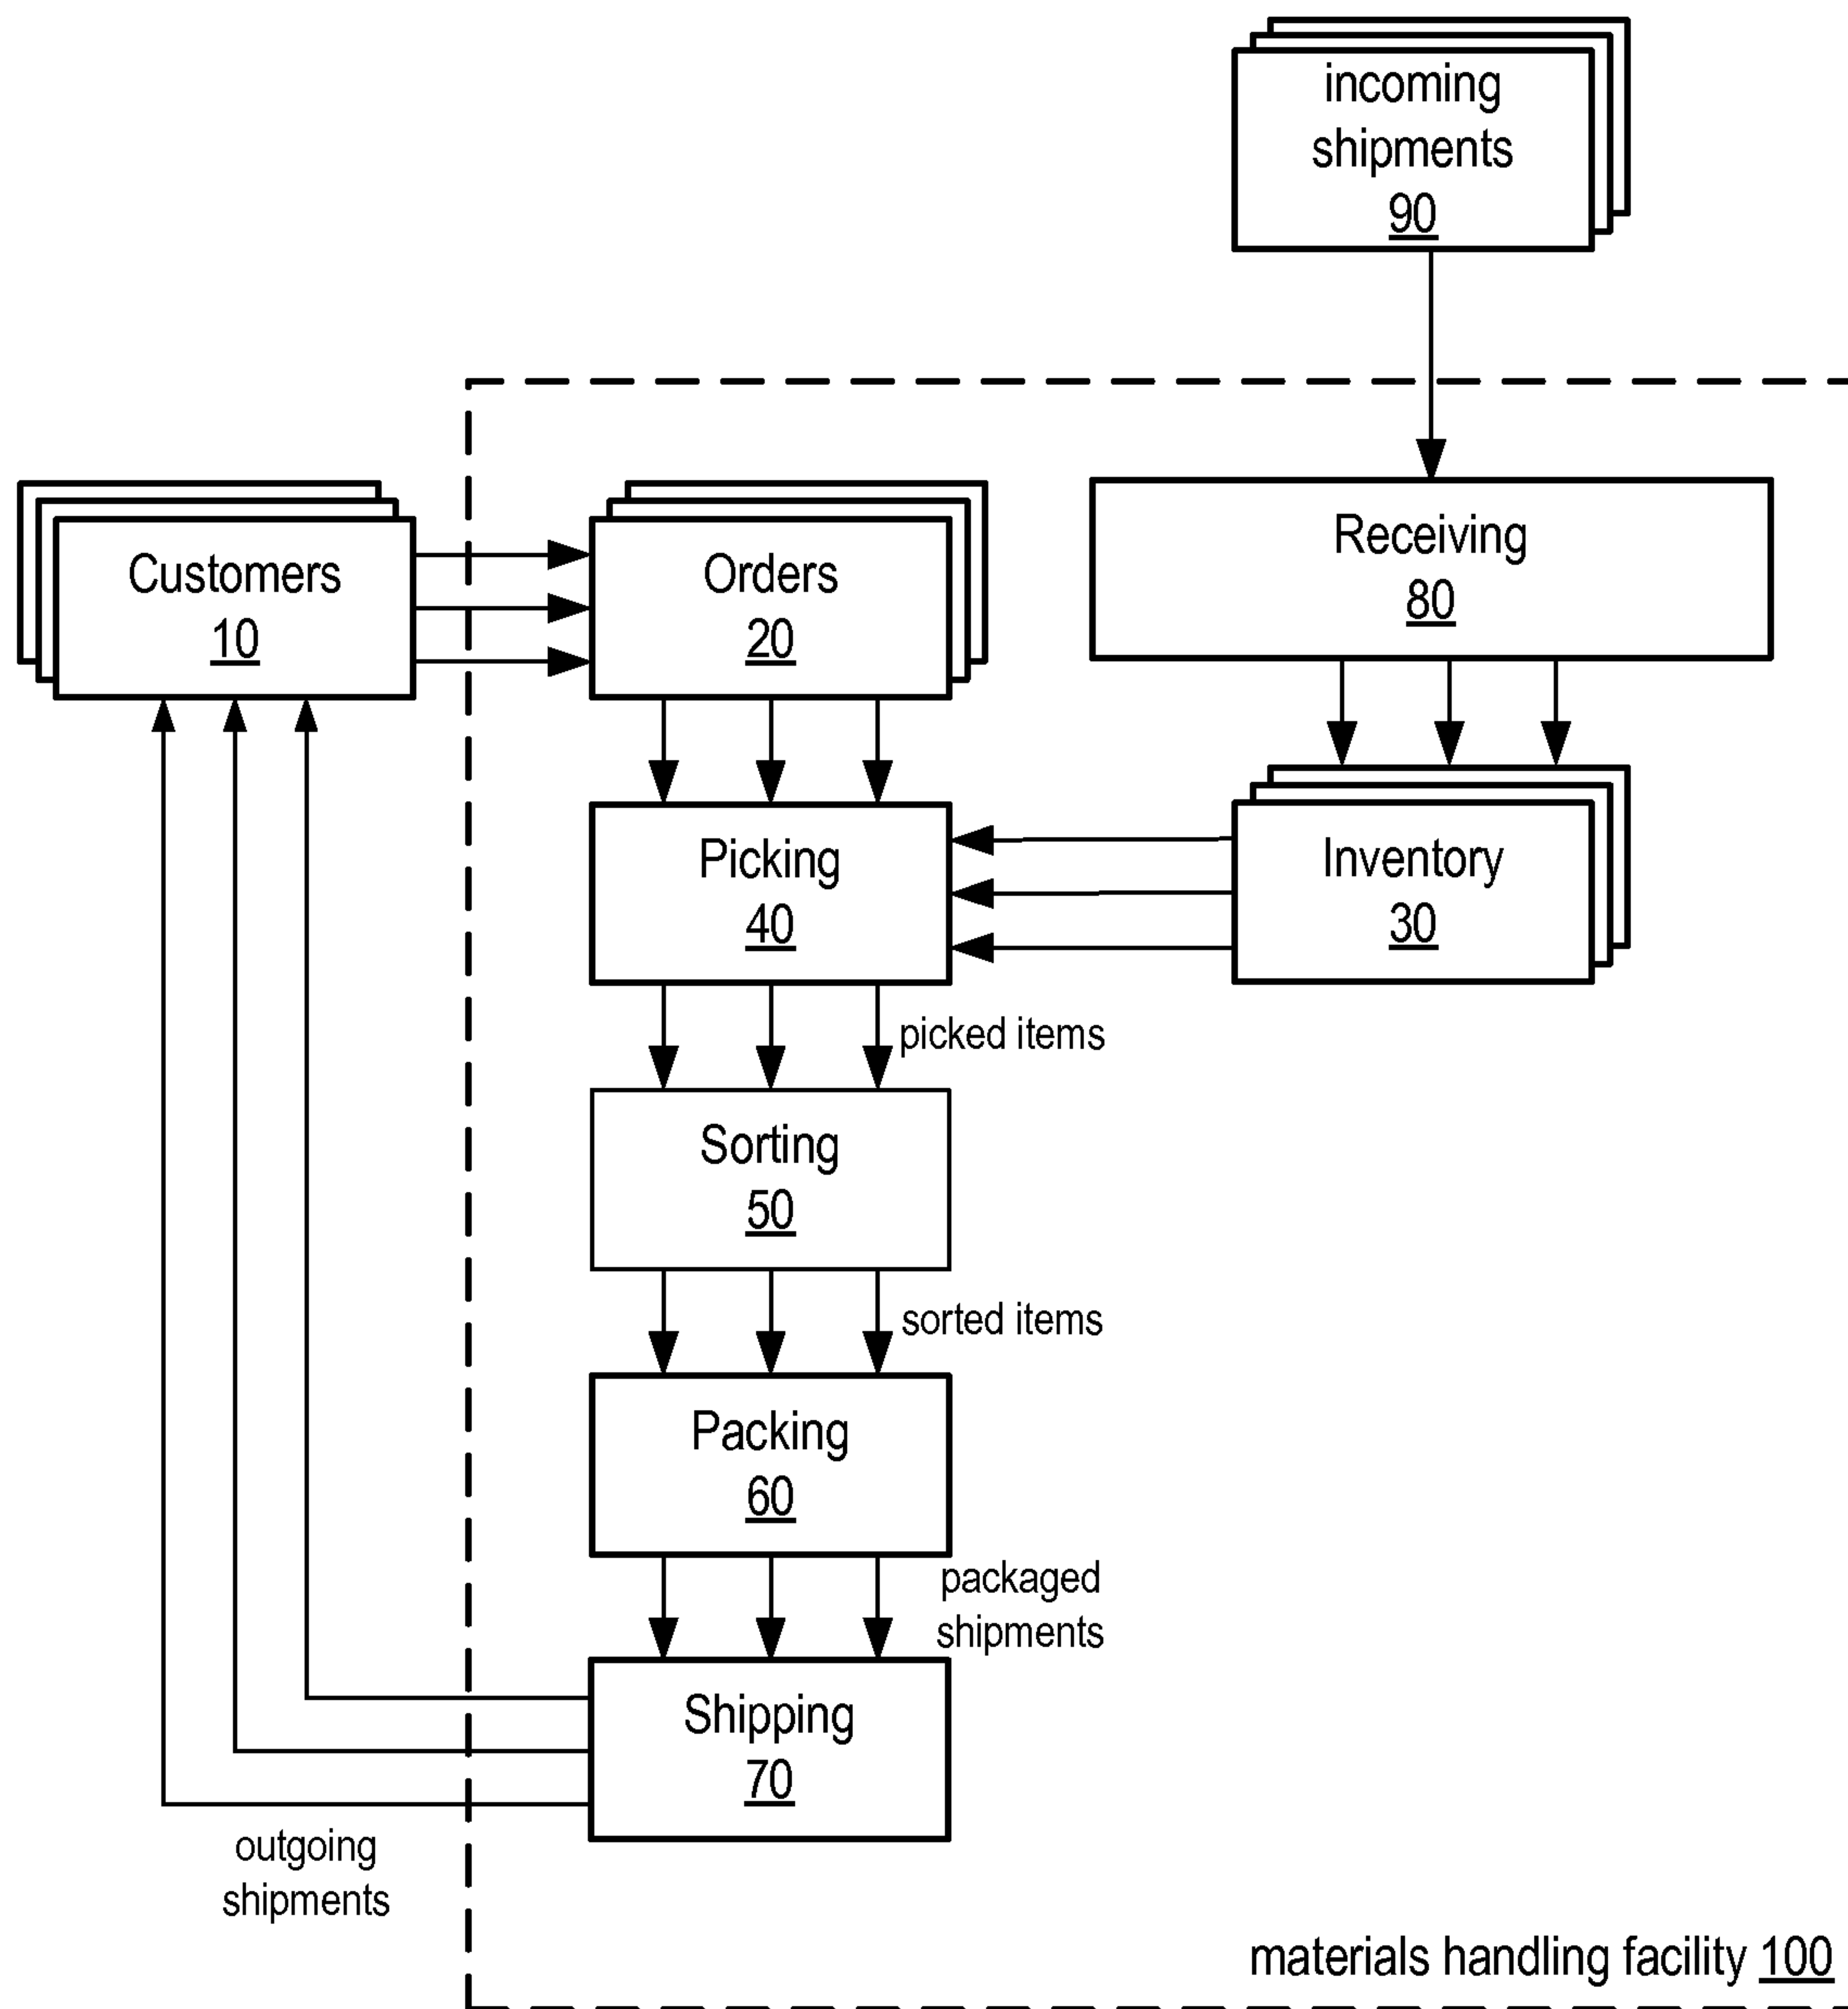 incoming
shipments
90
Customers
10
Orders
20
Receiving
80
Picking
40
Inventory
30
picked items
Sorting
50
sorted items
Packing
60
packaged
shipments
Shipping
70
outgoing
shipments
materials handling facility 100